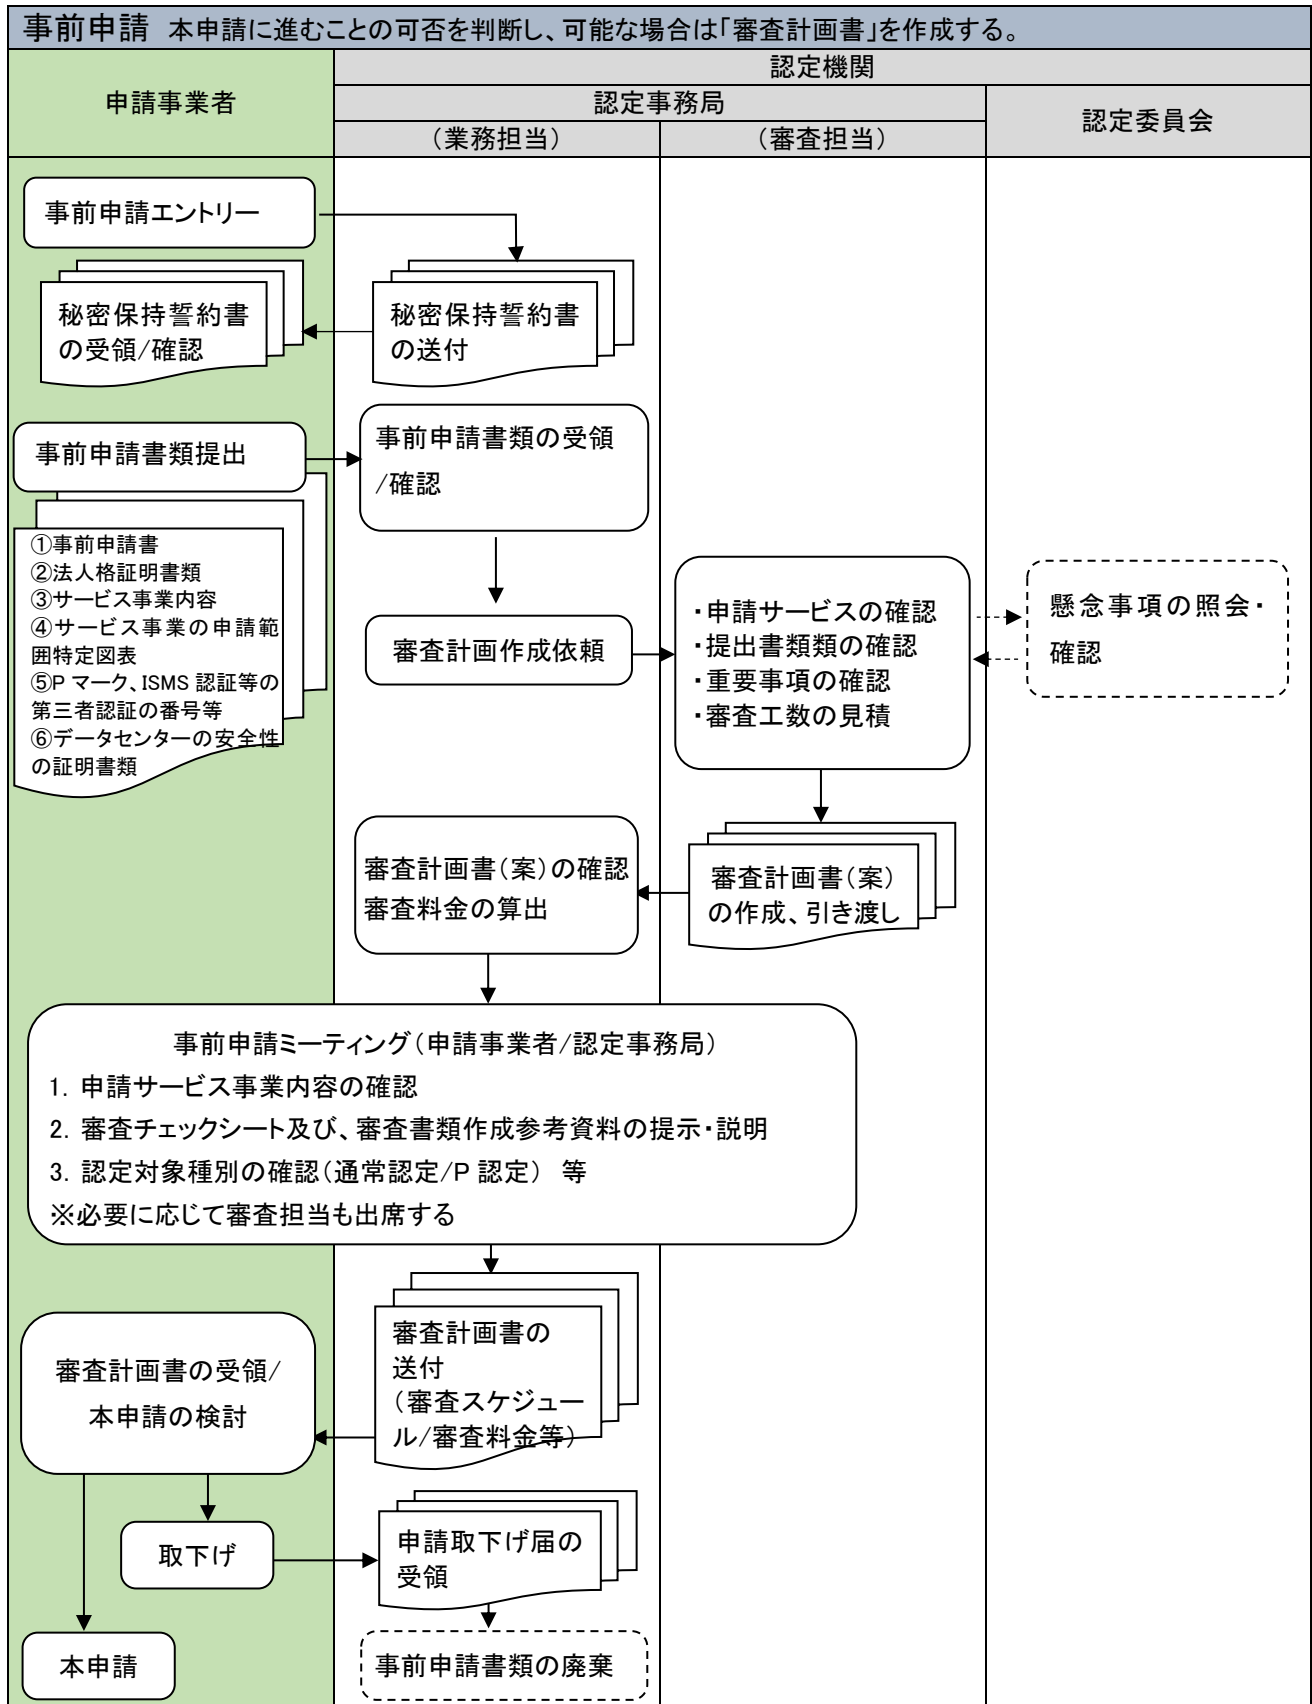 事前申請 本申請に進むことの可否を判断し、可能な場合は「審査計画書」を作成する。
申請事業者
認定機関
認定事務局
認定委員会
（業務担当）
（審査担当）
事前申請エントリー
秘密保持誓約書
の受領/確認
秘密保持誓約書
の送付
事前申請書類提出
事前申請書類の受領
/確認
①事前申請書
②法人格証明書類
③サービス事業内容
④サービス事業の申請範
囲特定図表
⑤P マーク、ISMS 認証等の
第三者認証の番号等
⑥データセンターの安全性
の証明書類
審査計画作成依頼
・申請サービスの確認
・提出書類類の確認
・重要事項の確認
・審査工数の見積
懸念事項の照会・
確認
審査計画書（案）の確認
審査料金の算出
審査計画書（案）
の作成、引き渡し
事前申請ミーティング（申請事業者/認定事務局）
1. 申請サービス事業内容の確認
2. 審査チェックシート及び、審査書類作成参考資料の提示・説明
3. 認定対象種別の確認（通常認定/P 認定） 等
※必要に応じて審査担当も出席する
審査計画書の受領/
本申請の検討
審査計画書の
送付
（審査スケジュー
ル/審査料金等）
取下げ
申請取下げ届の
受領
本申請
事前申請書類の廃棄